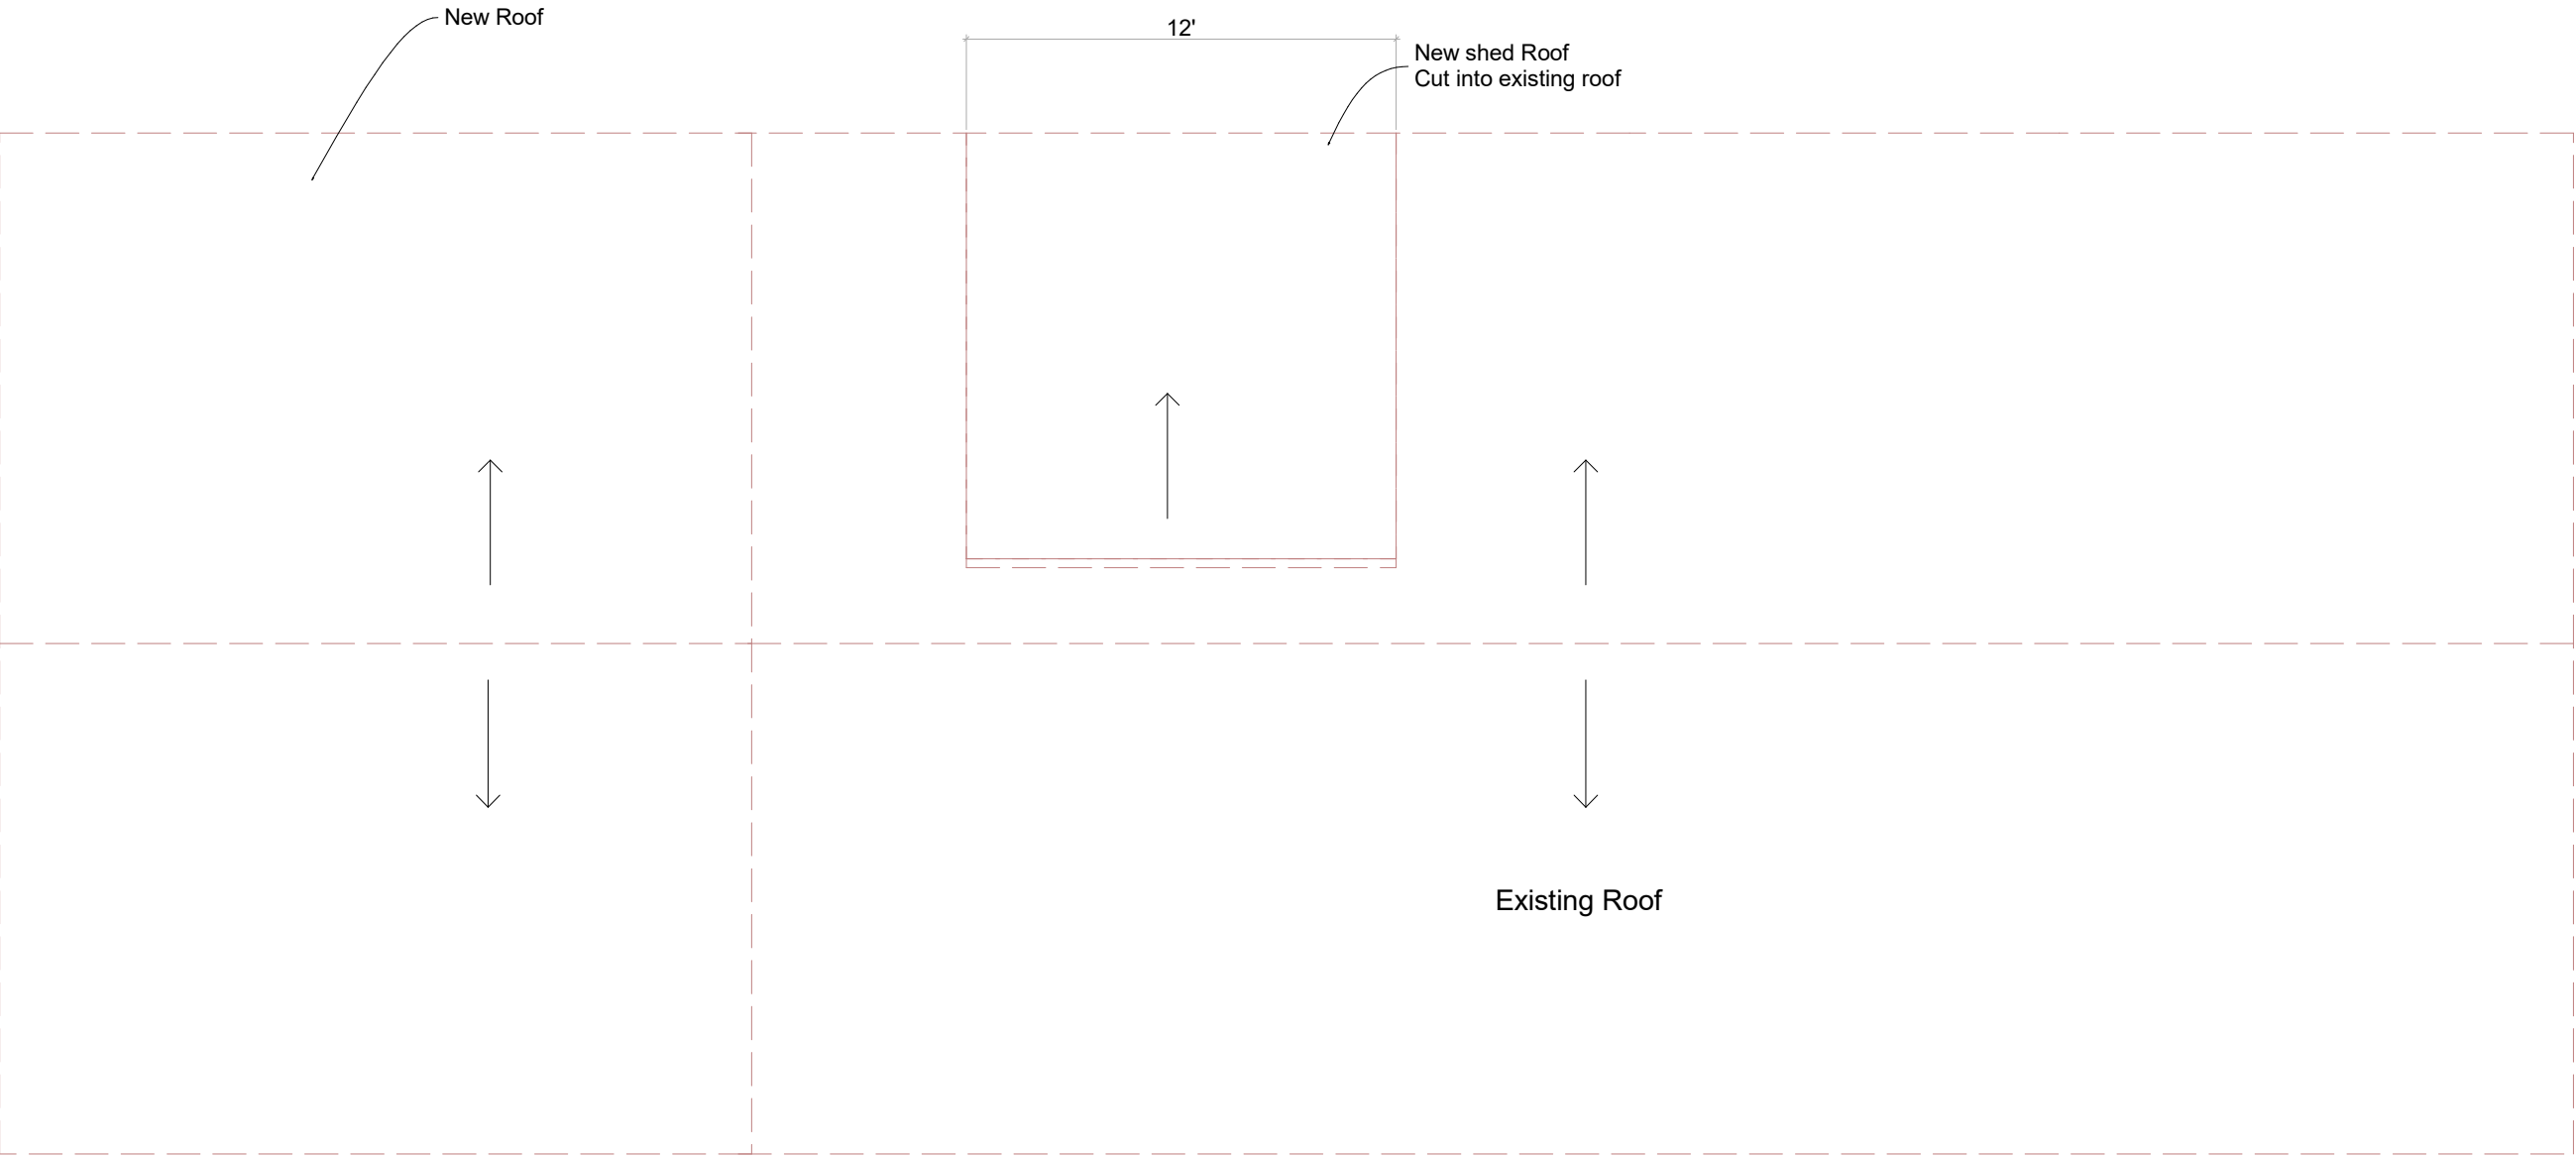 New Roof
12'
New shed Roof
Cut into existing roof
Existing Roof